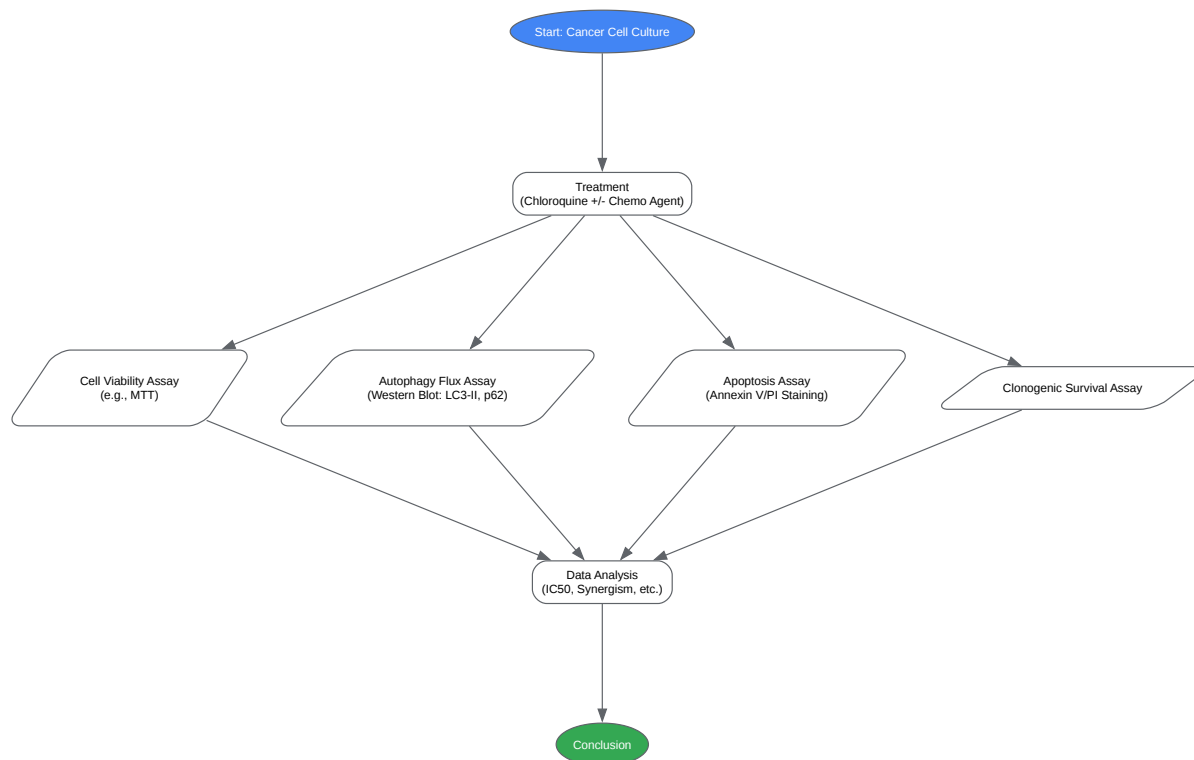 Start: Cancer Cell Culture
Treatment
(Chloroquine +/- Chemo Agent)
Cell Viability Assay
(e.g., MTT)
Autophagy Flux Assay
(Western Blot: LC3-II, p62)
Apoptosis Assay
(Annexin V/PI Staining)
Clonogenic Survival Assay
Data Analysis
(IC50, Synergism, etc.)
Conclusion